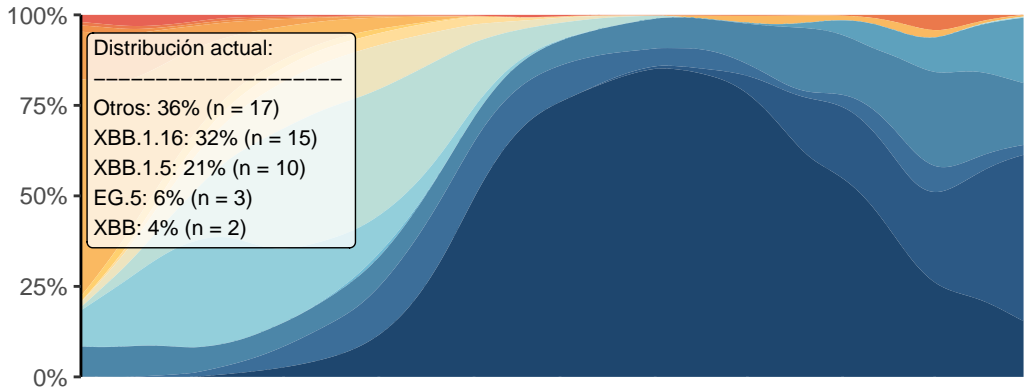 100%
75%
50%
25%
0%
Distribución actual:
−−−−−−−−−−−−−−−−−−−−
Otros: 36% (n = 17)
XBB.1.16: 32% (n = 15)
XBB.1.5: 21% (n = 10)
EG.5: 6% (n = 3)
XBB: 4% (n = 2)